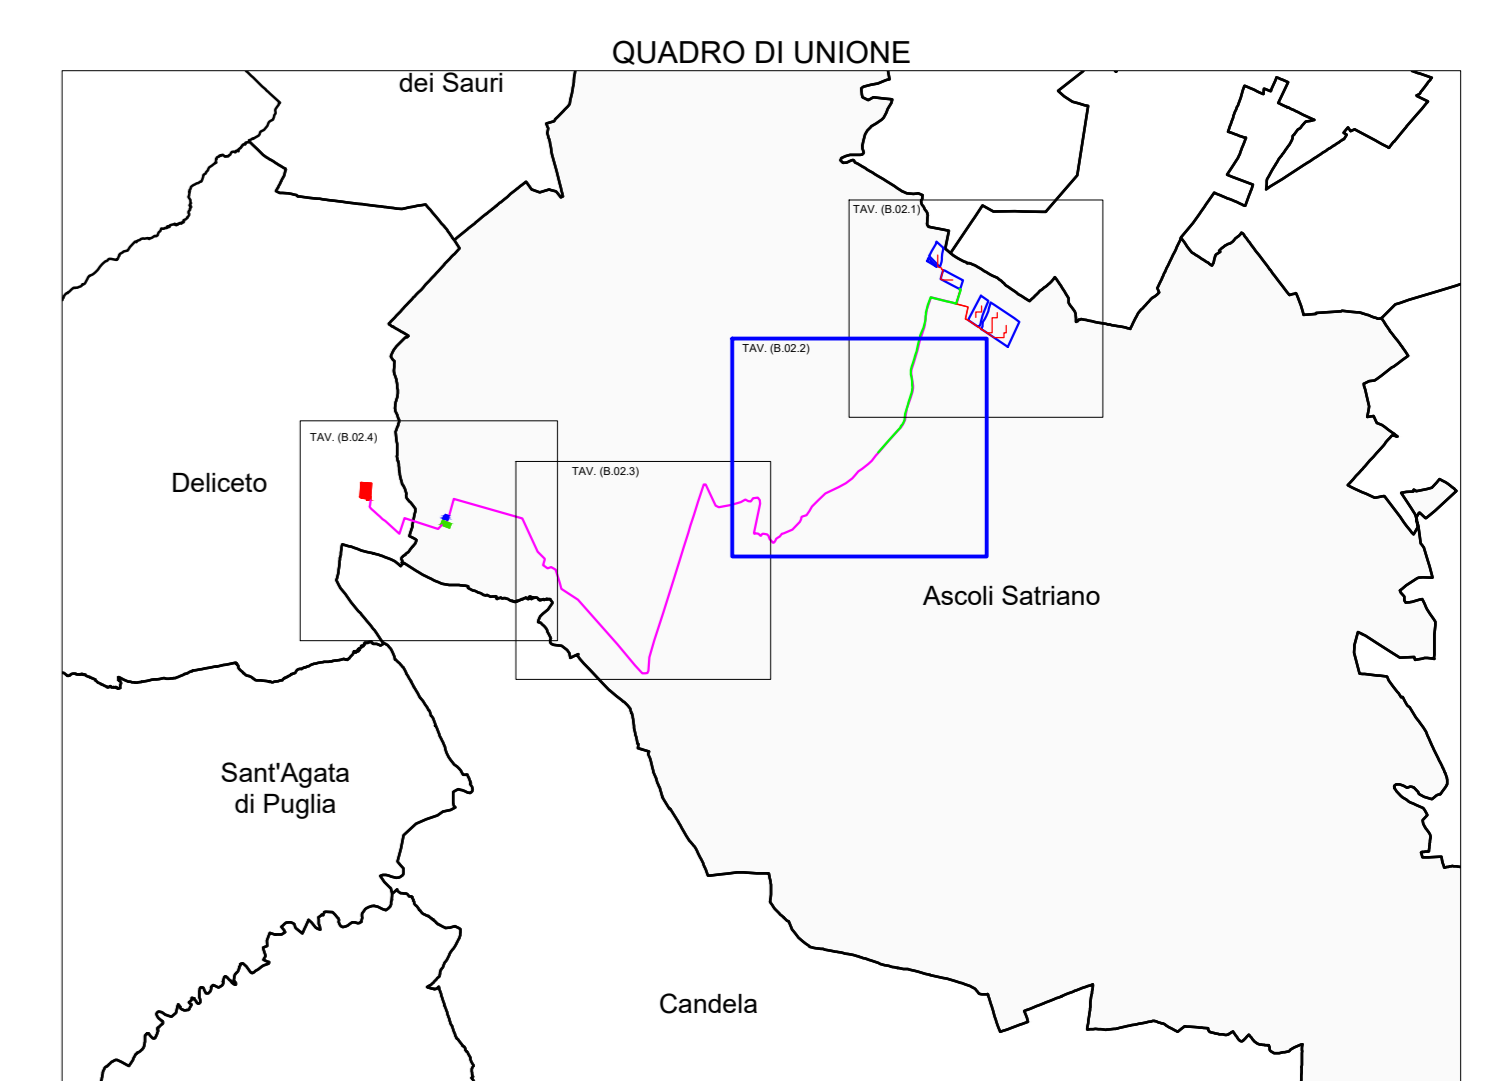 QUADRO DI UNIONE
dei Sauri
TAV. (B.02.1)
TAV. (B.02.2)
TAV. (B.02.4)
TAV. (B.02.3)
Deliceto
Ascoli Satriano
Sant'Agata
di Puglia
Candela